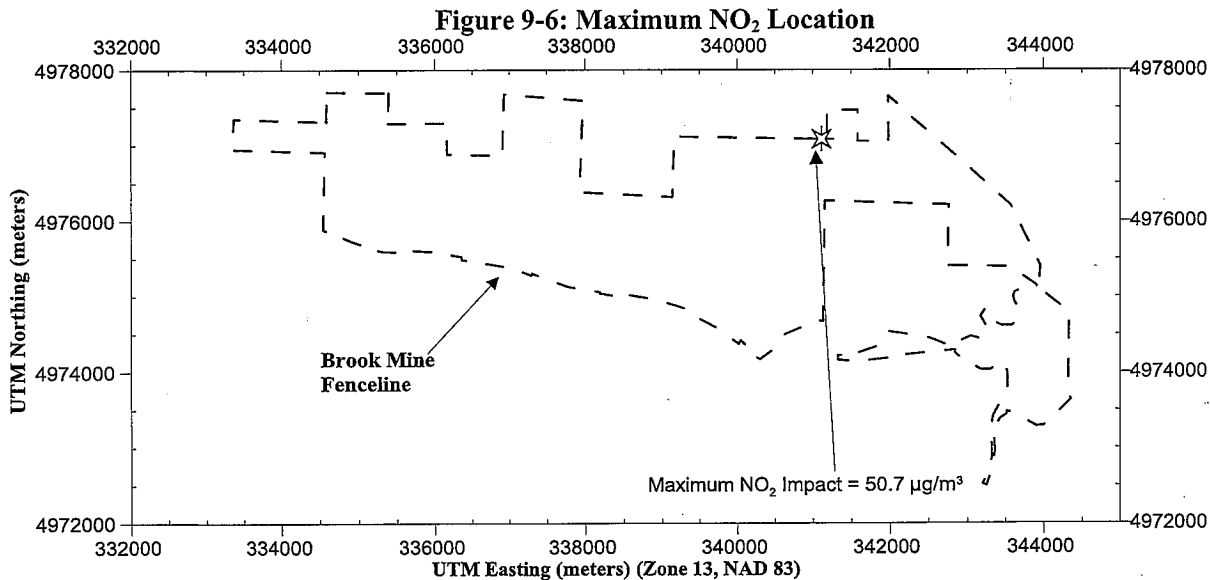 Figure 9-6: Maximum NO₂ Location
332000 334000 336000 338000 340000 342000 344000
4978000 4978000
4976000 4976000
4974000 4974000
4972000 4972000
UTM Northing (meters)
Brook Mine
Fenceline
Maximum NO₂ Impact = 50.7 µg/m³
332000 334000 336000 338000 340000 342000 344000
UTM Easting (meters) (Zone 13, NAD 83)